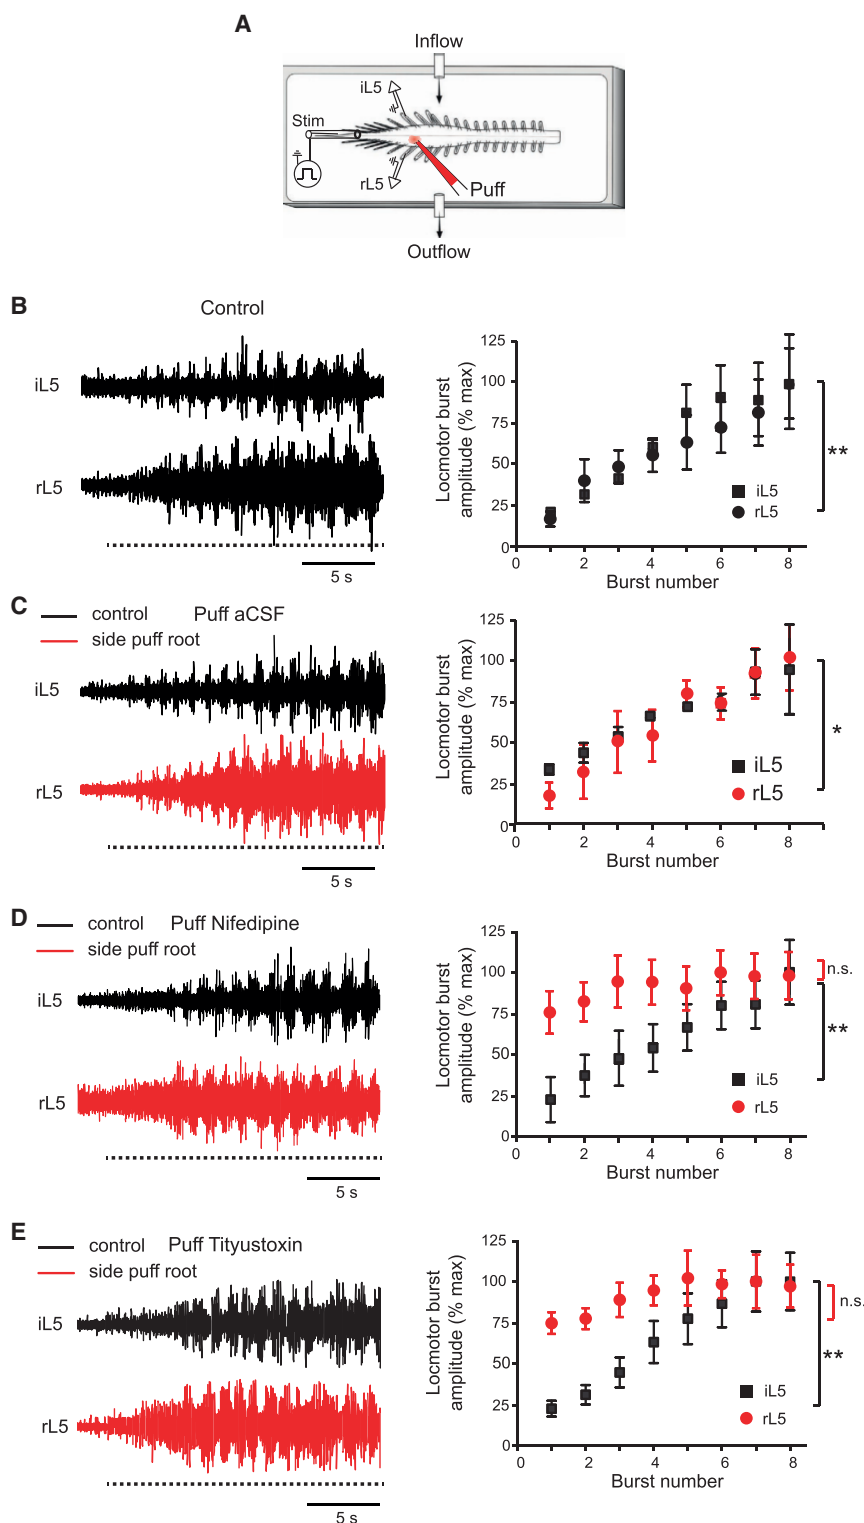 A
Inflow
iL5
Stim
rL5
Puff
Outflow
B
Control
iL5
rL5
5 s
Locmotor burst
amplitude (% max)
125
100
75
50
25
0
0 2 4 6 8
Burst number
iL5
rL5
**
C
control Puff aCSF
side puff root
iL5
rL5
5 s
Locmotor burst
amplitude (% max)
125
100
75
50
25
0
0 2 4 6 8
Burst number
iL5
rL5
*
D
control Puff Nifedipine
side puff root
iL5
rL5
5 s
Locmotor burst
amplitude (% max)
125
100
75
50
25
0
0 2 4 6 8
Burst number
iL5
rL5
n.s.
**
E
control Puff Tityustoxin
side puff root
iL5
rL5
5 s
Locmotor burst
amplitude (% max)
125
100
75
50
25
0
0 2 4 6 8
Burst number
iL5
rL5
n.s.
**